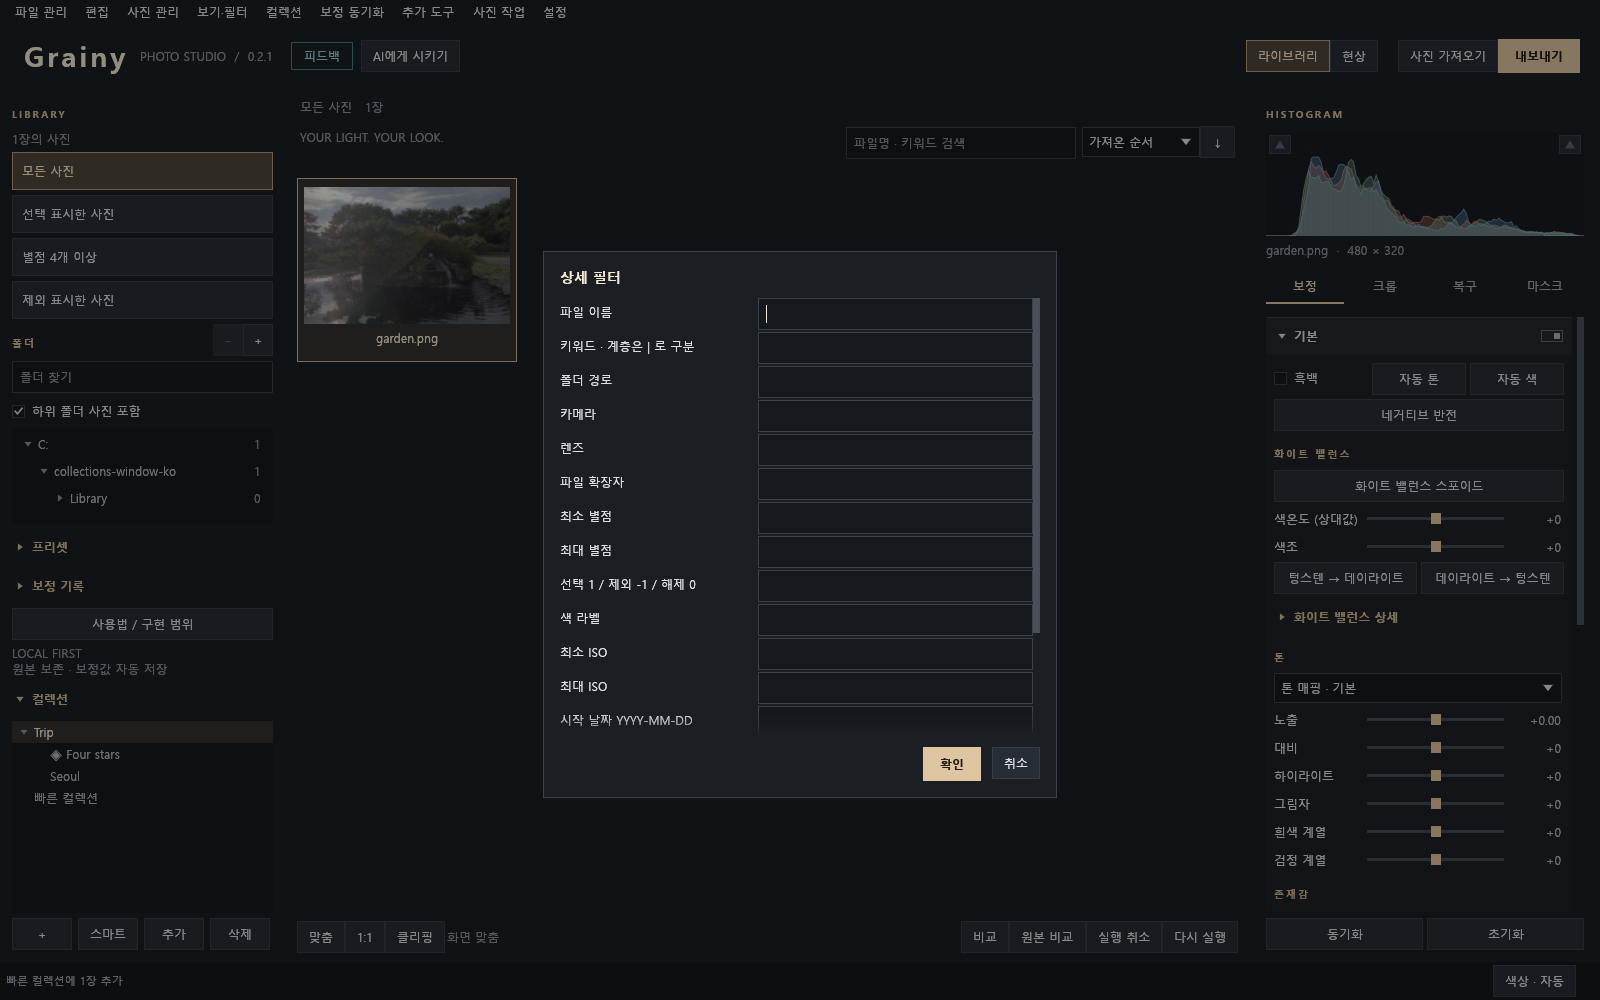 파일 관리 편집 사진 관리 보기·필터 컬렉션 보정 동기화 추가 도구 사진 작업 설정
Grainy PHOTO STUDIO / 0.2.1 피드백 AI에게 시키기 라이브러리 현상 사진 가져오기 내보내기
LIBRARY
1장의 사진
모든 사진
선택 표시한 사진
별점 4개 이상
제외 표시한 사진
폴더 − +
폴더 찾기
하위 폴더 사진 포함
C: 1
collections-window-ko 1
Library 0
프리셋
보정 기록
사용법 / 구현 범위
LOCAL FIRST
원본 보존 · 보정값 자동 저장
컬렉션
Trip
◈ Four stars
Seoul
빠른 컬렉션
+ 스마트 추가 삭제
모든 사진 1장
YOUR LIGHT. YOUR LOOK.
파일명 · 키워드 검색 가져온 순서 ↓
garden.png
상세 필터
파일 이름
키워드 · 계층은 | 로 구분
폴더 경로
카메라
렌즈
파일 확장자
최소 별점
최대 별점
선택 1 / 제외 -1 / 해제 0
색 라벨
최소 ISO
최대 ISO
시작 날짜 YYYY-MM-DD
확인 취소
맞춤 1:1 클리핑 화면 맞춤 비교 원본 비교 실행 취소 다시 실행
HISTOGRAM
garden.png · 480 × 320
보정 크롭 복구 마스크
기본
흑백 자동 톤 자동 색
네거티브 반전
화이트 밸런스
화이트 밸런스 스포이드
색온도 (상대값) +0
색조 +0
텅스텐 → 데이라이트 데이라이트 → 텅스텐
화이트 밸런스 상세
톤
톤 매핑 · 기본
노출 +0.00
대비 +0
하이라이트 +0
그림자 +0
흰색 계열 +0
검정 계열 +0
존재감
동기화 초기화
빠른 컬렉션에 1장 추가 색상 · 자동